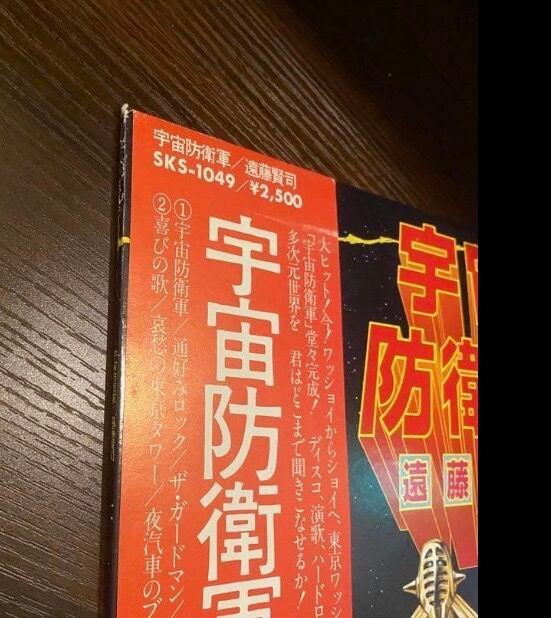 宇宙防衛軍/遠藤賢司
SKS-1049/¥2,500
大ヒット!今!ワッショイからショイへ、東京ワッシ
「宇宙防衛軍」堂々完成! ディスコ、演歌、ハードロ
多次元世界を 君はどこまで聞きこなせるか!
宇宙防衛軍
①宇宙防衛軍/通好みロック/ザ・ガードマン/
②喜びの歌/哀愁の東京タワー/夜汽車のブ
宇
防衛
遠藤